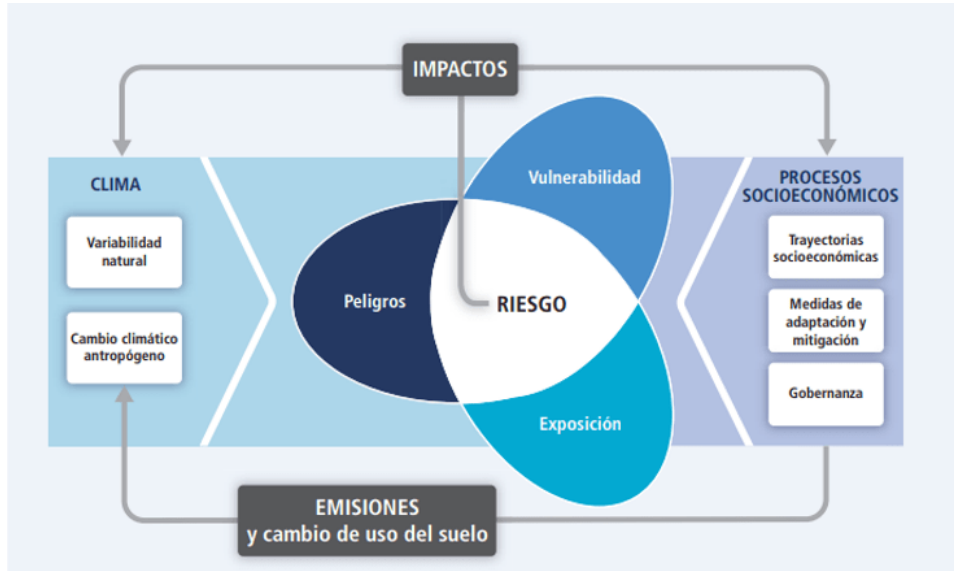 IMPACTOS
CLIMA
Variabilidad
natural
Cambio climático
antropógeno
Peligros
Vulnerabilidad
RIESGO
Exposición
PROCESOS
SOCIOECONÓMICOS
Trayectorias
socioeconómicas
Medidas de
adaptación y
mitigación
Gobernanza
EMISIONES
y cambio de uso del suelo